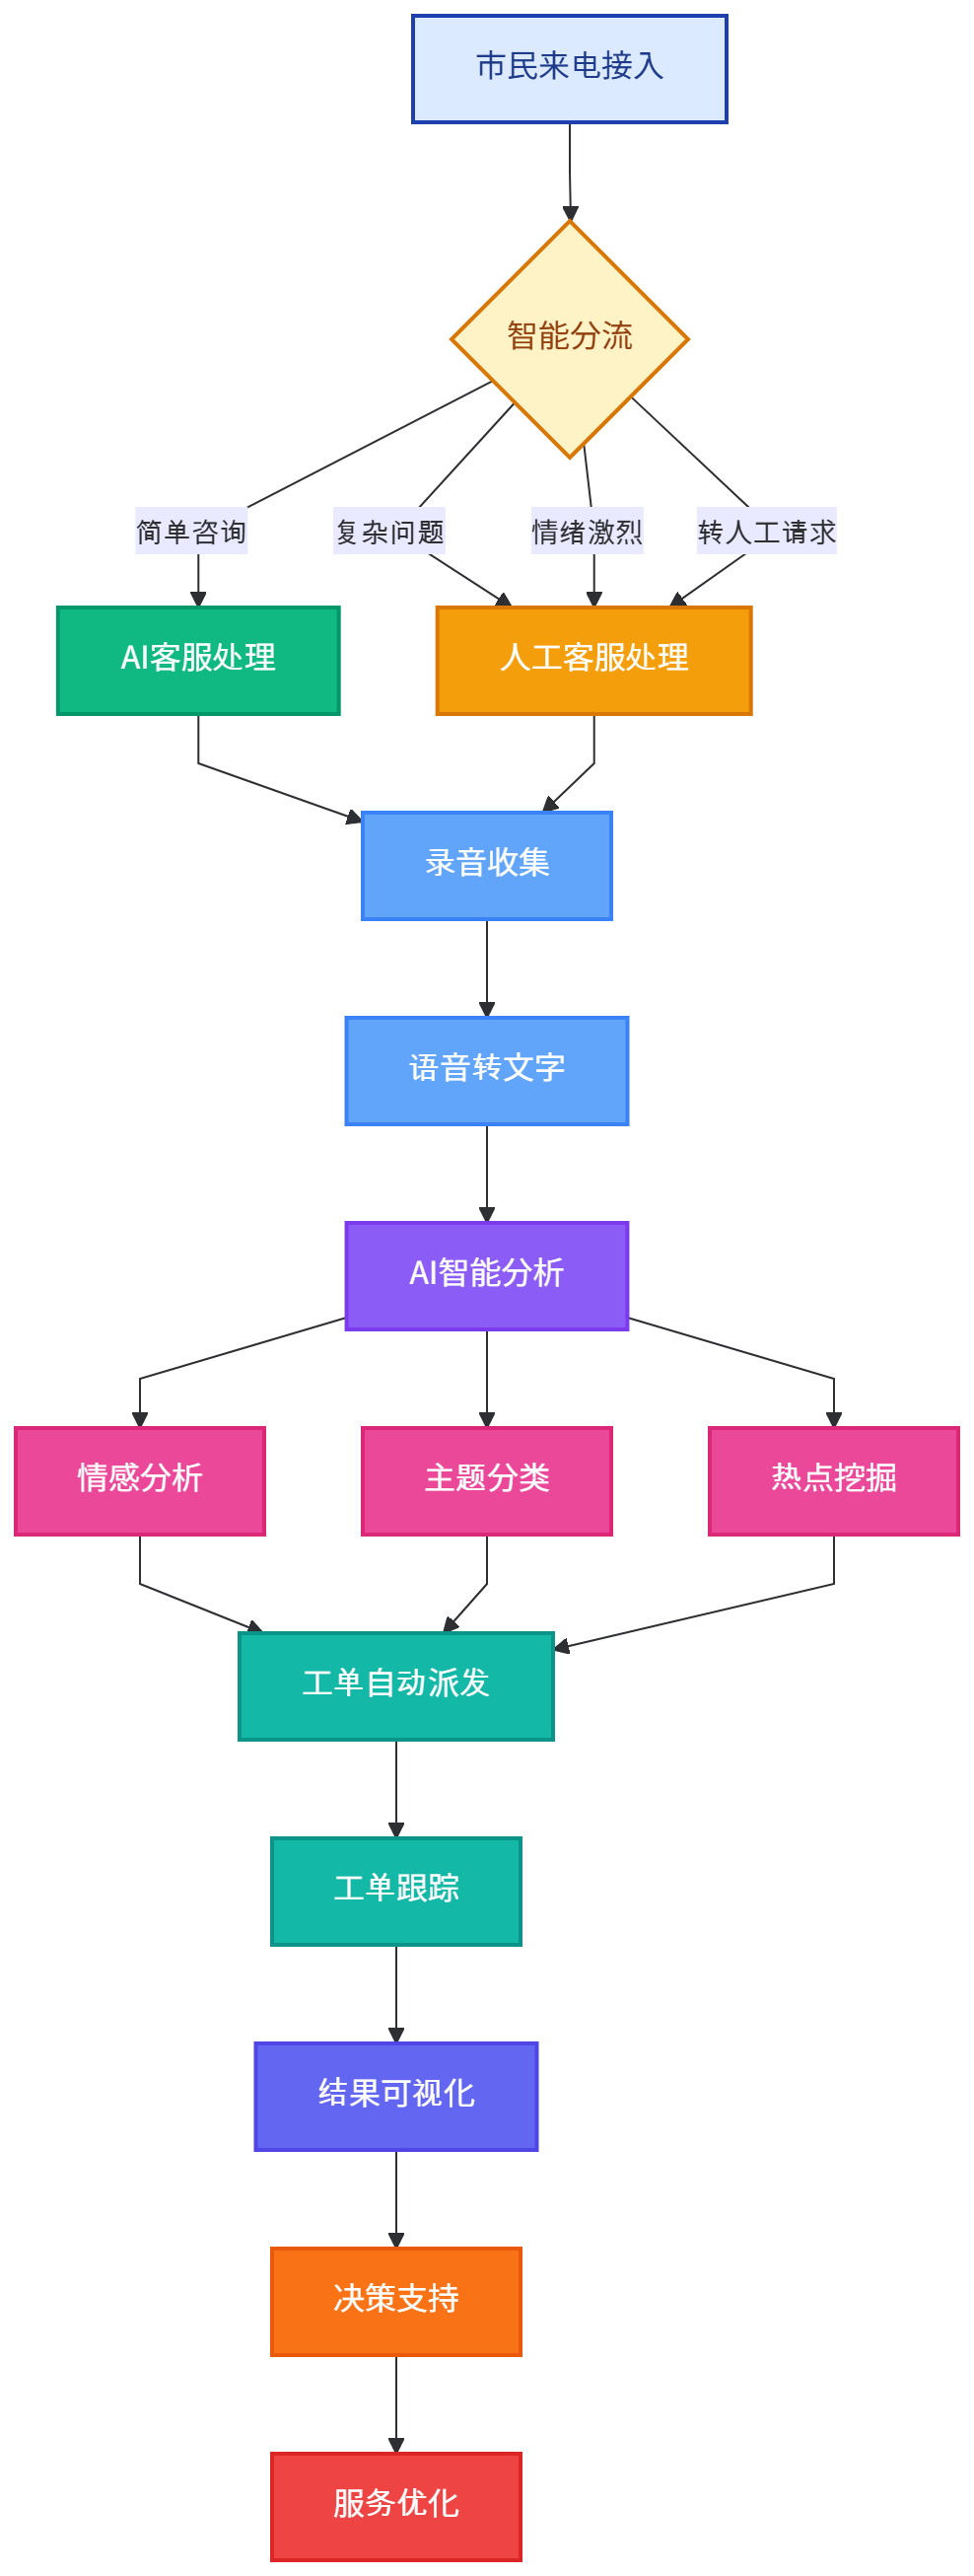 市民来电接入
智能分流
简单咨询
复杂问题
情绪激烈
转人工请求
AI客服处理
人工客服处理
录音收集
语音转文字
AI智能分析
情感分析
主题分类
热点挖掘
工单自动派发
工单跟踪
结果可视化
决策支持
服务优化